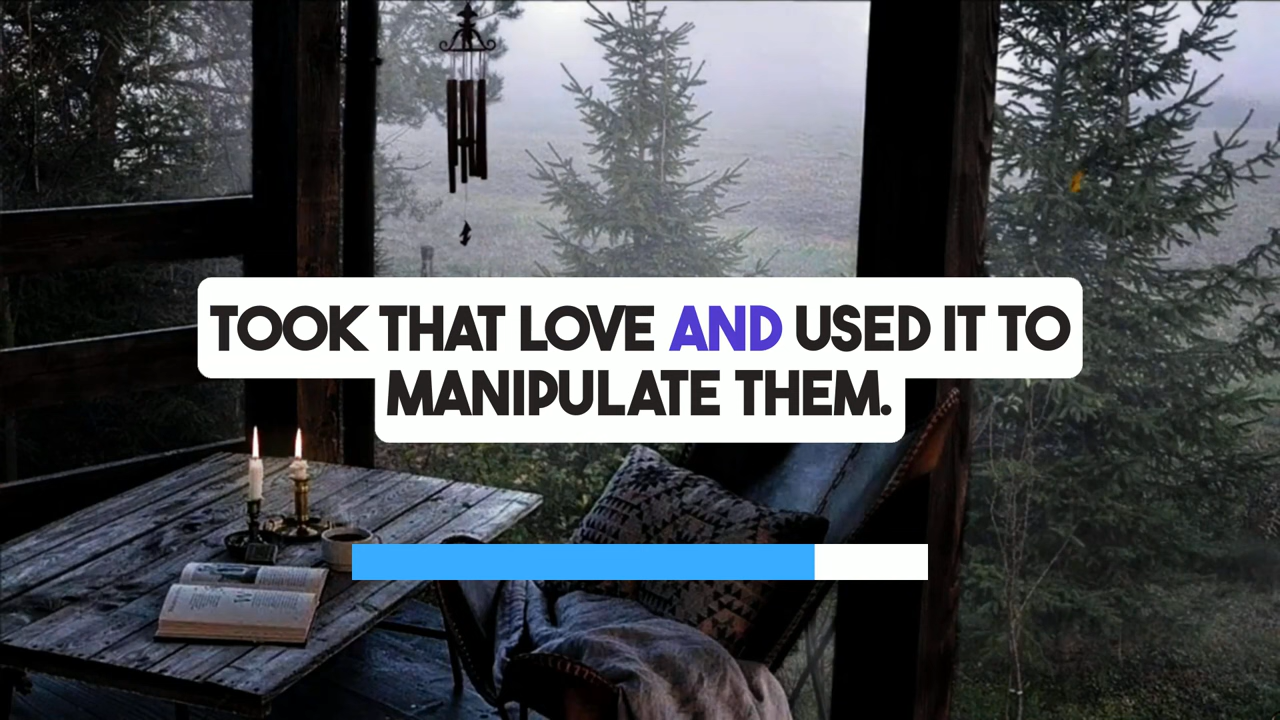 TOOK THAT LOVE AND USED IT TO
MANIPULATE THEM.